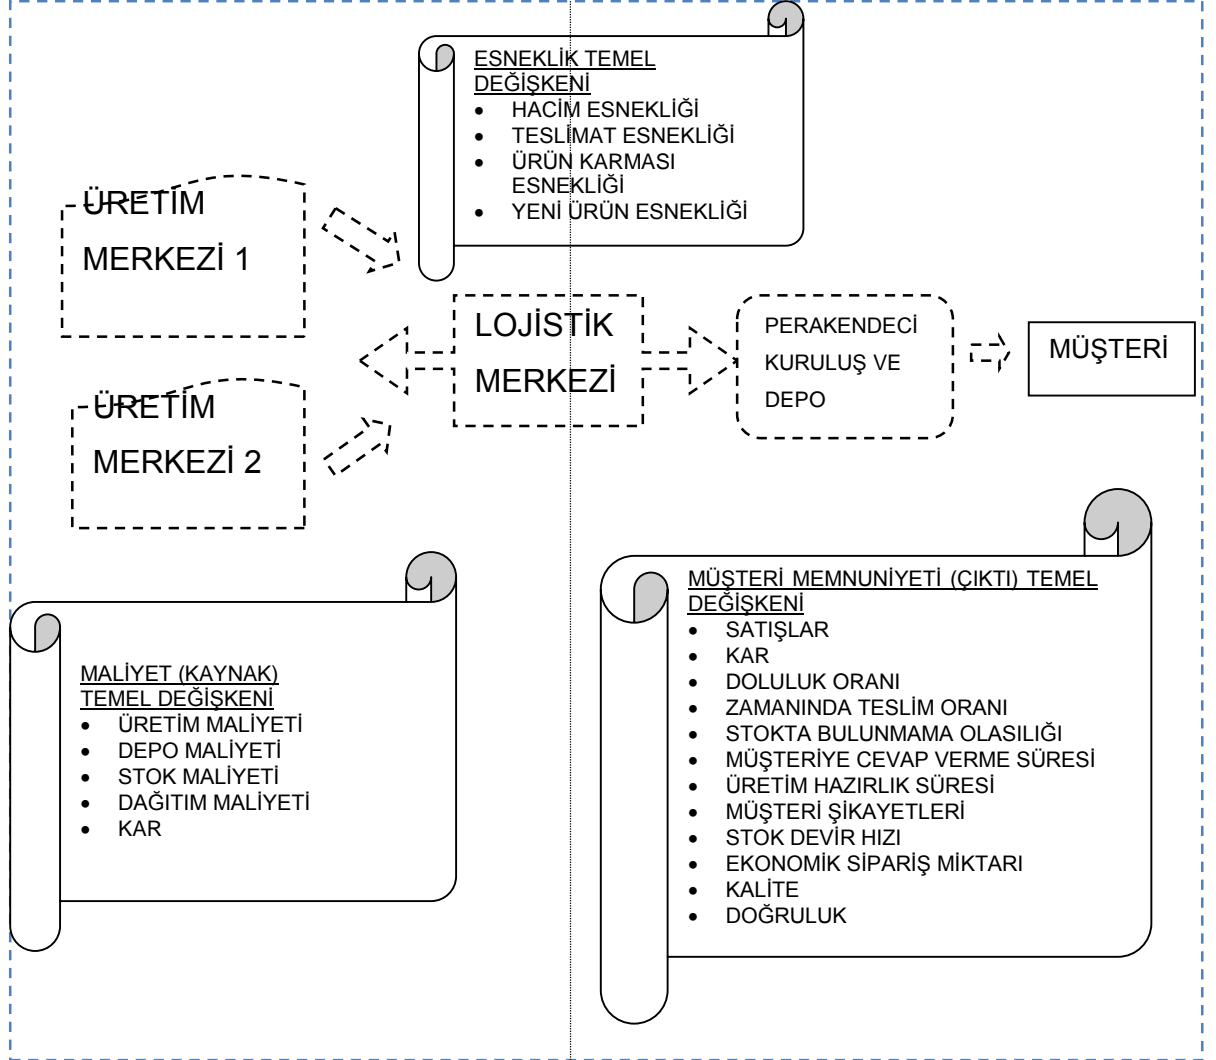 ESNEKLİK TEMEL
DEĞİŞKENİ
• HACİM ESNEKLİĞİ
• TESLİMAT ESNEKLİĞİ
• ÜRÜN KARMASI
ESNEKLİĞİ
• YENİ ÜRÜN ESNEKLİĞİ
ÜRETİM
MERKEZİ 1
LOJİSTİK
MERKEZİ
PERAKENDECİ
KURULUŞ VE
DEPO
MÜŞTERİ
ÜRETİM
MERKEZİ 2
MALİYET (KAYNAK)
TEMEL DEĞİŞKENİ
• ÜRETİM MALİYETİ
• DEPO MALİYETİ
• STOK MALİYETİ
• DAĞITIM MALİYETİ
• KAR
MÜŞTERİ MEMNUNİYETİ (ÇIKTI) TEMEL
DEĞİŞKENİ
• SATIŞLAR
• KAR
• DOLULUK ORANI
• ZAMANINDA TESLİM ORANI
• STOKTA BULUNMAMA OLASILIĞI
• MÜŞTERİYE CEVAP VERME SÜRESİ
• ÜRETİM HAZIRLIK SÜRESİ
• MÜŞTERİ ŞİKAYETLERİ
• STOK DEVİR HIZI
• EKONOMİK SİPARİŞ MİKTARI
• KALİTE
• DOĞRULUK